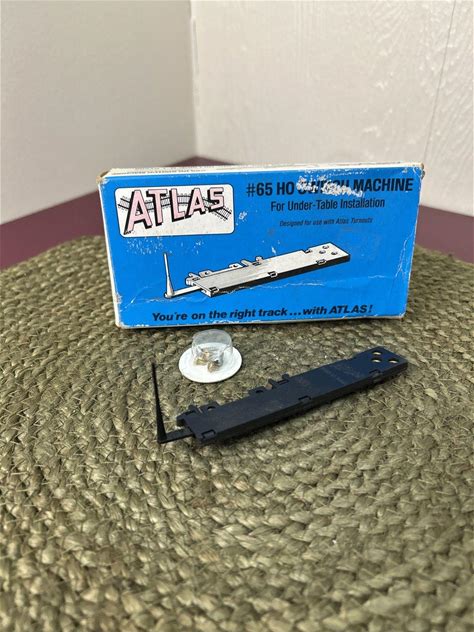 ATLAS
#65 HO SWITCH MACHINE
For Under-Table Installation
Designed for use with Atlas Turnouts
You're on the right track...with ATLAS!